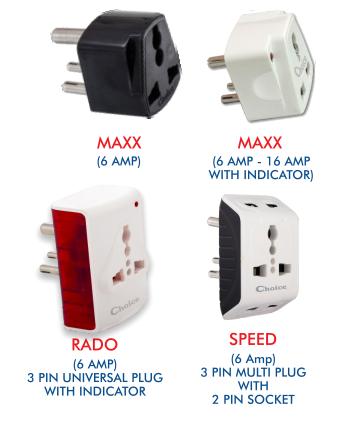 Choice
MAXX
(6 AMP)
MAXX
(6 AMP - 16 AMP
WITH INDICATOR)
Choice
RADO
(6 AMP)
3 PIN UNIVERSAL PLUG
WITH INDICATOR
Choice
SPEED
(6 Amp)
3 PIN MULTI PLUG
WITH
2 PIN SOCKET